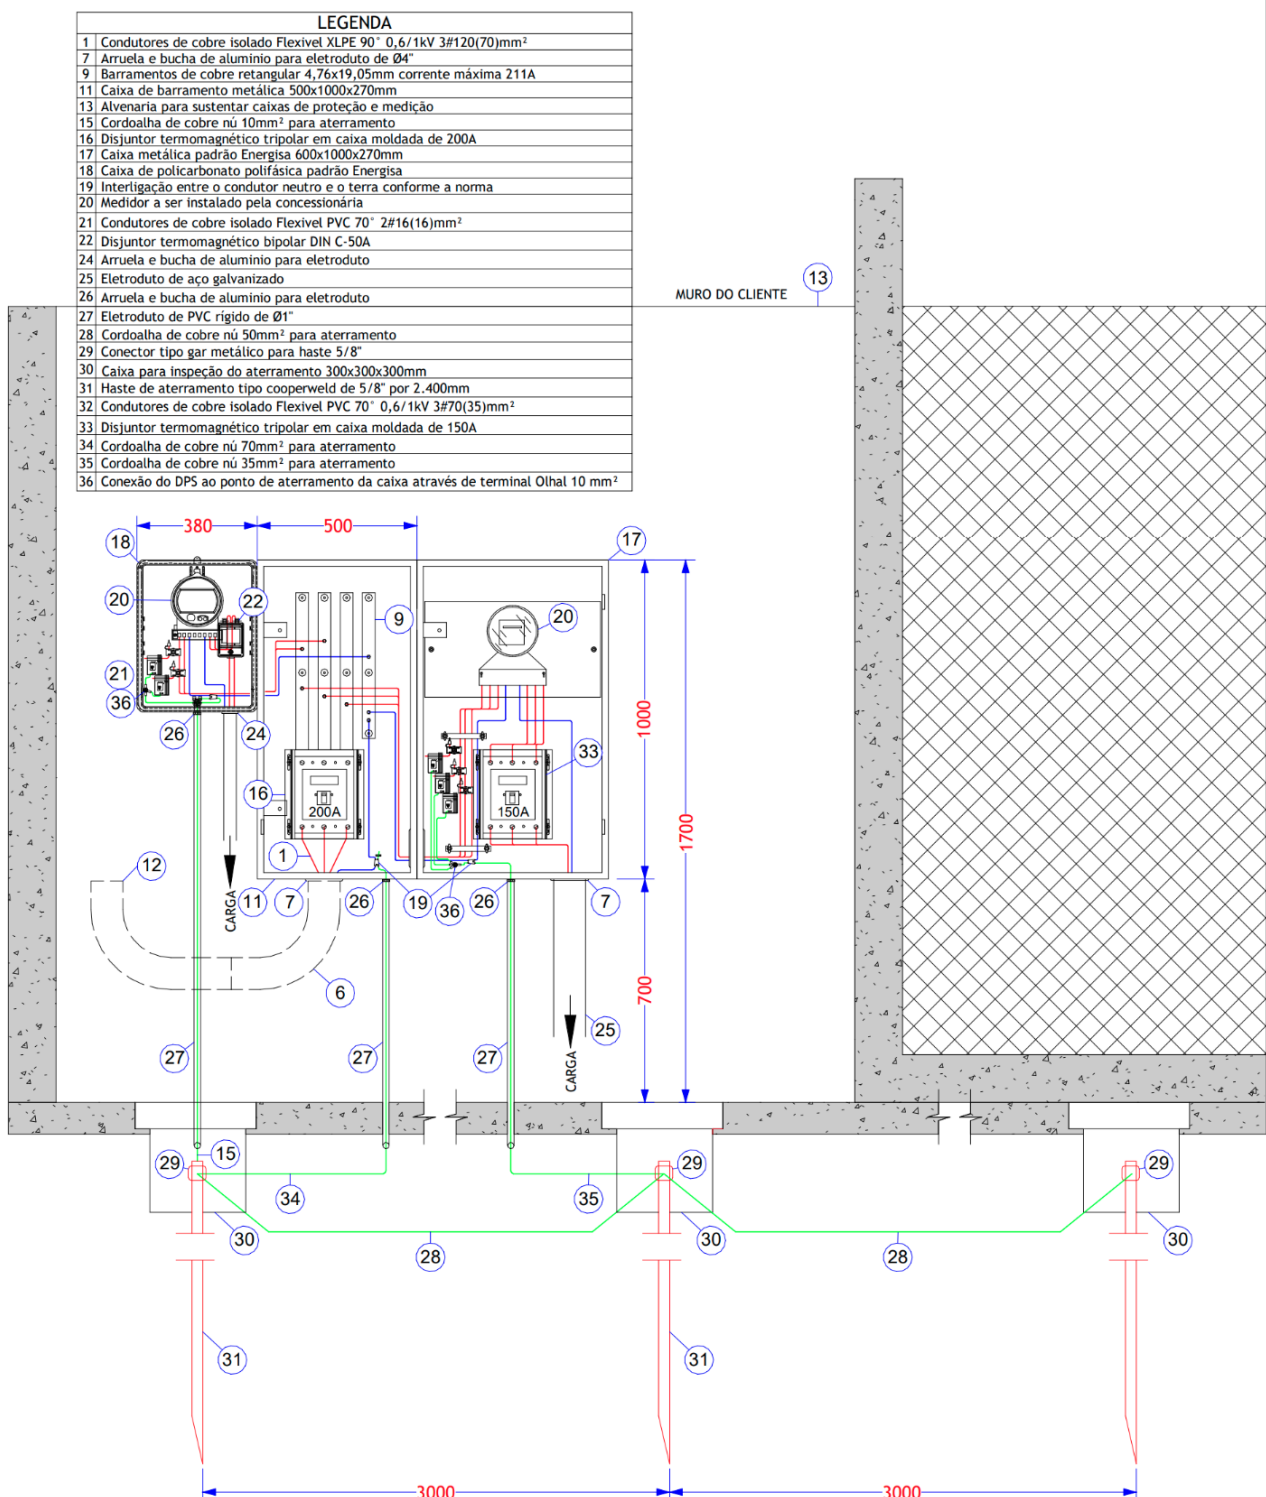 LEGENDA
1 Condutores de cobre isolado Flexivel XLPE 90° 0,6/1kV 3#120(70)mm²
7 Arruela e bucha de aluminio para eletroduto de Ø4"
9 Barramentos de cobre retangular 4,76x19,05mm corrente máxima 211A
11 Caixa de barramento metálica 500x1000x270mm
13 Alvenaria para sustentar caixas de proteção e medição
15 Cordoalha de cobre nú 10mm² para aterramento
16 Disjuntor termomagnético tripolar em caixa moldada de 200A
17 Caixa metálica padrão Energisa 600x1000x270mm
18 Caixa de policarbonato polifásica padrão Energisa
19 Interligação entre o condutor neutro e o terra conforme a norma
20 Medidor a ser instalado pela concessionária
21 Condutores de cobre isolado Flexivel PVC 70° 2#16(16)mm²
22 Disjuntor termomagnético bipolar DIN C-50A
24 Arruela e bucha de aluminio para eletroduto
25 Eletroduto de aço galvanizado
26 Arruela e bucha de aluminio para eletroduto
27 Eletroduto de PVC rígido de Ø1"
28 Cordoalha de cobre nú 50mm² para aterramento
29 Conector tipo gar metálico para haste 5/8"
30 Caixa para inspeção do aterramento 300x300x300mm
31 Haste de aterramento tipo cooperweld de 5/8" por 2.400mm
32 Condutores de cobre isolado Flexivel PVC 70° 0,6/1kV 3#70(35)mm²
33 Disjuntor termomagnético tripolar em caixa moldada de 150A
34 Cordoalha de cobre nú 70mm² para aterramento
35 Cordoalha de cobre nú 35mm² para aterramento
36 Conexão do DPS ao ponto de aterramento da caixa através de terminal Olhal 10 mm²
13
MURO DO CLIENTE
380 500
18 17
20 22 9 20
21
36
26 24 1000
33
16 200A 150A
1700
1
12
11 7 26 19 36 26 7
CARGA
6 700
25
27 27 27
CARGA
15
29 29 29
34 35
30 30 30
28 28
31 31
3000 3000